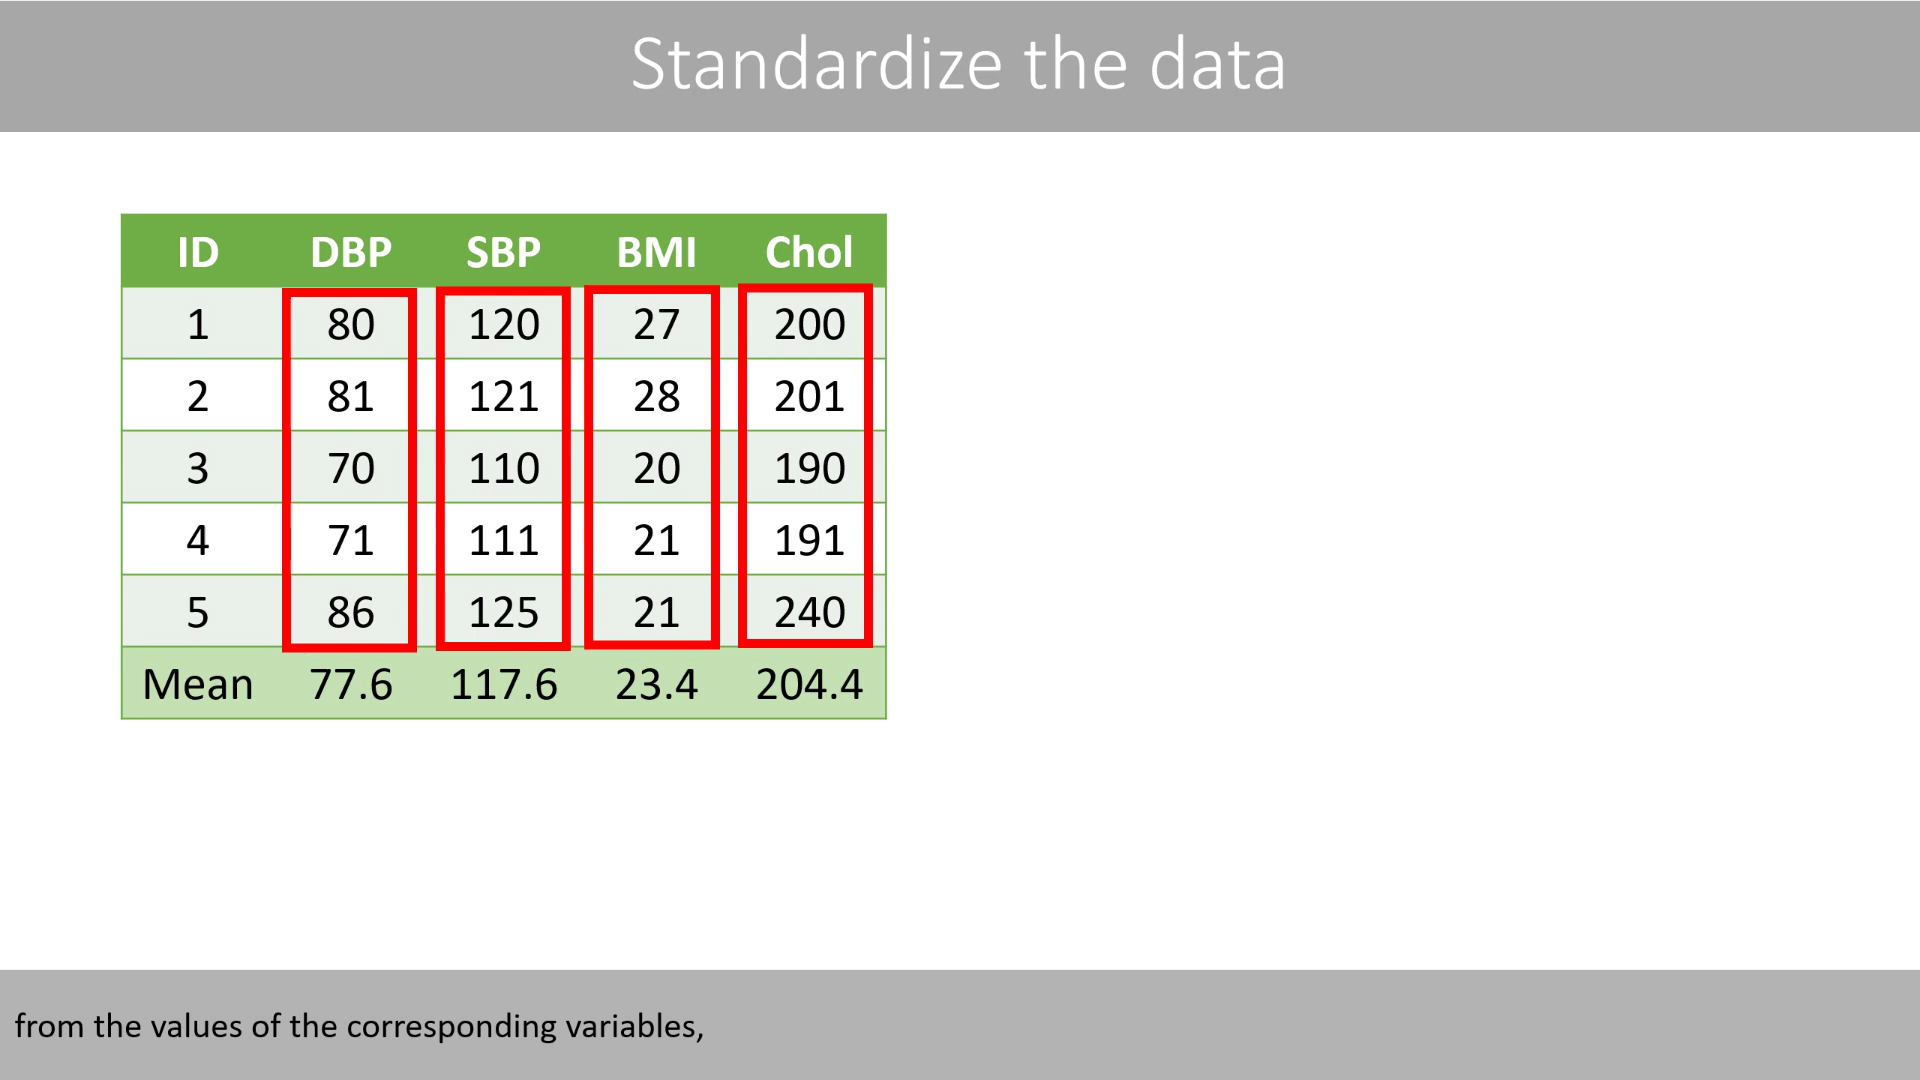 Standardize the data
ID DBP SBP BMI Chol
1 80 120 27 200
2 81 121 28 201
3 70 110 20 190
4 71 111 21 191
5 86 125 21 240
Mean 77.6 117.6 23.4 204.4
from the values of the corresponding variables,